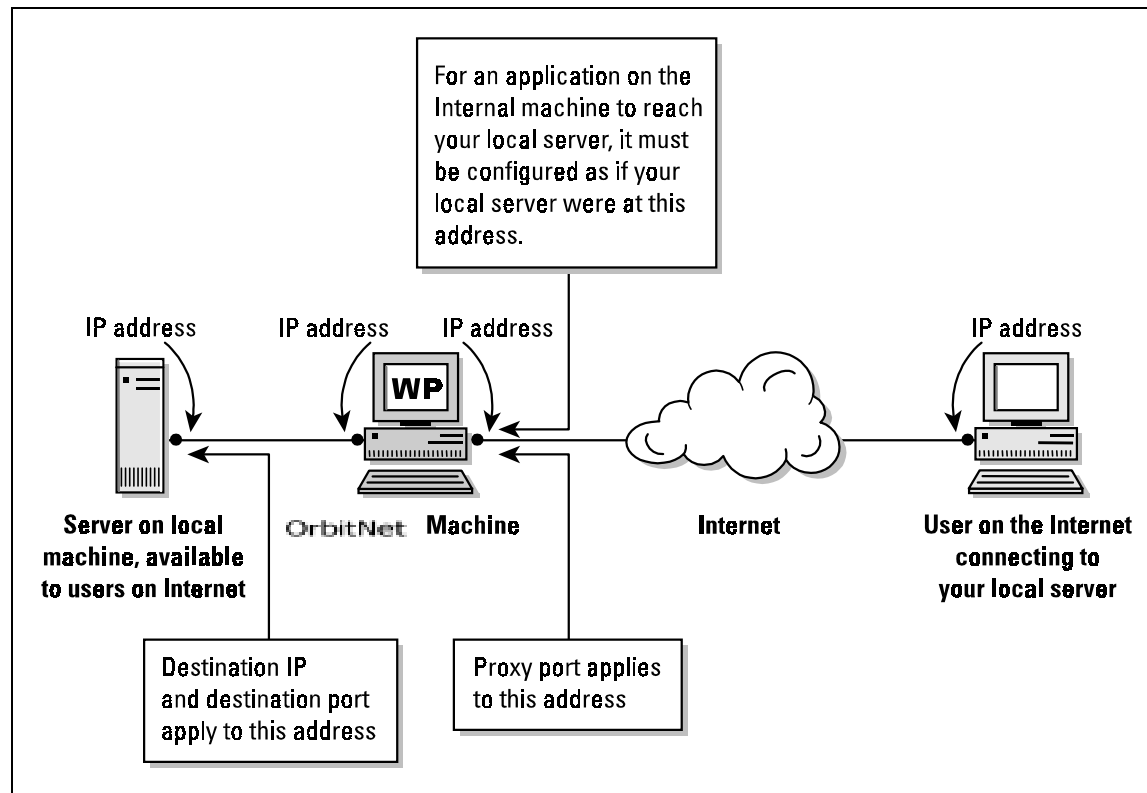 For an application on the
Internal machine to reach
your local server, it must
be configured as if your
local server were at this
address.
IP address
IP address
IP address
IP address
WP
Server on local
machine, available
to users on Internet
OrbitNet Machine
Internet
User on the Internet
connecting to
your local server
Destination IP
and destination port
apply to this address
Proxy port applies
to this address